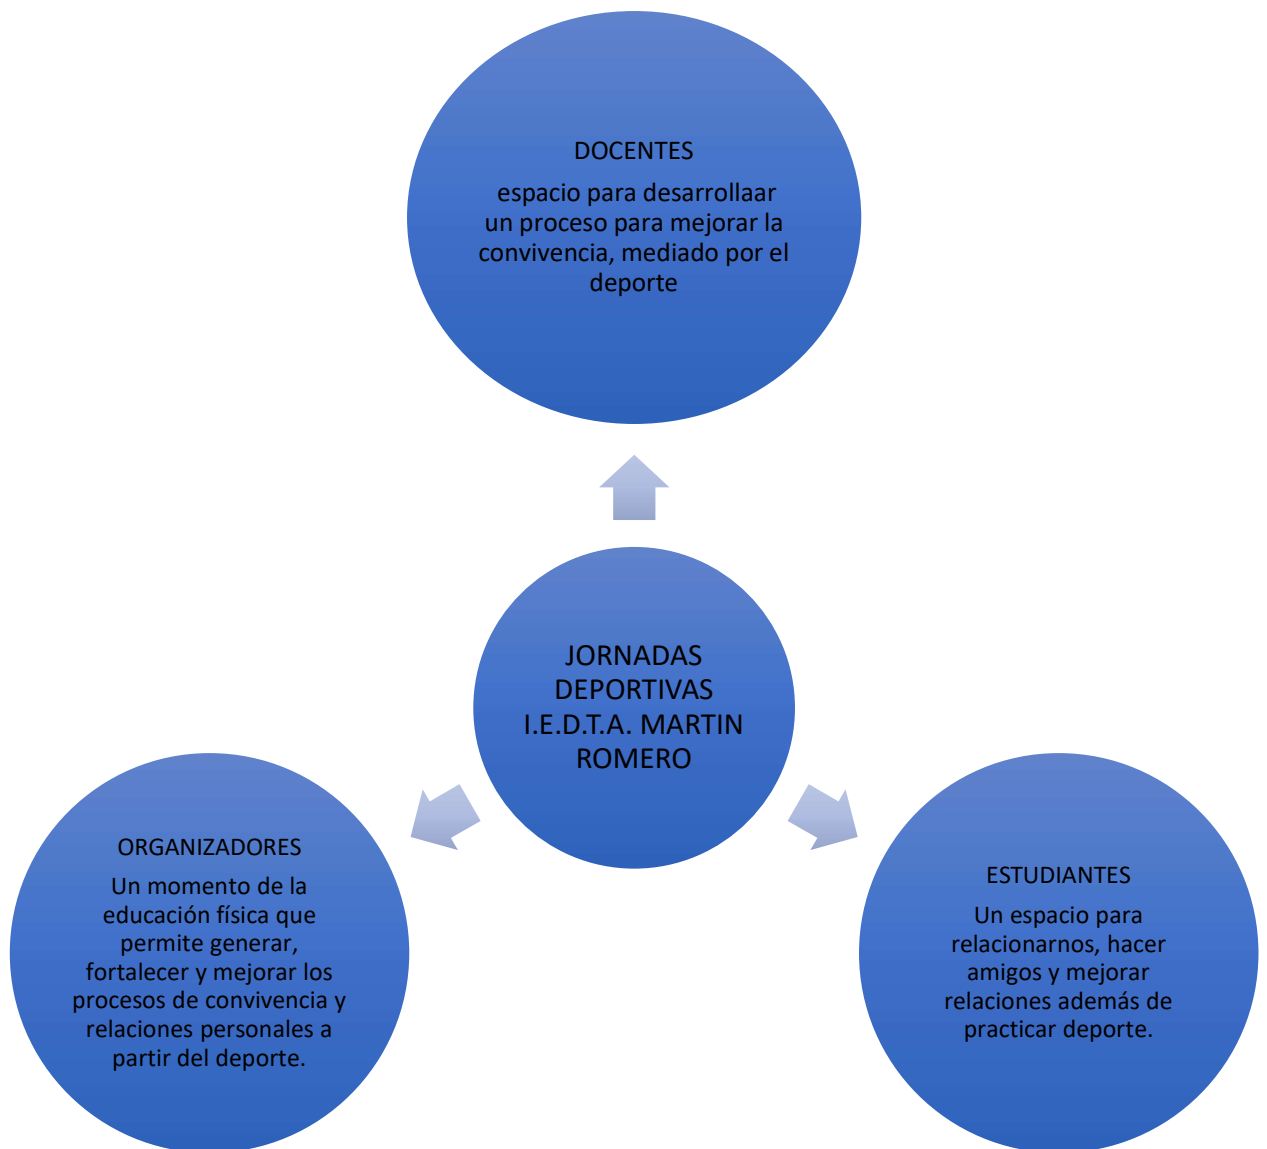 DOCENTES
espacio para desarrollaar
un proceso para mejorar la
convivencia, mediado por el
deporte
JORNADAS
DEPORTIVAS
I.E.D.T.A. MARTIN
ROMERO
ORGANIZADORES
Un momento de la
educación física que
permite generar,
fortalecer y mejorar los
procesos de convivencia y
relaciones personales a
partir del deporte.
ESTUDIANTES
Un espacio para
relacionarnos, hacer
amigos y mejorar
relaciones además de
practicar deporte.